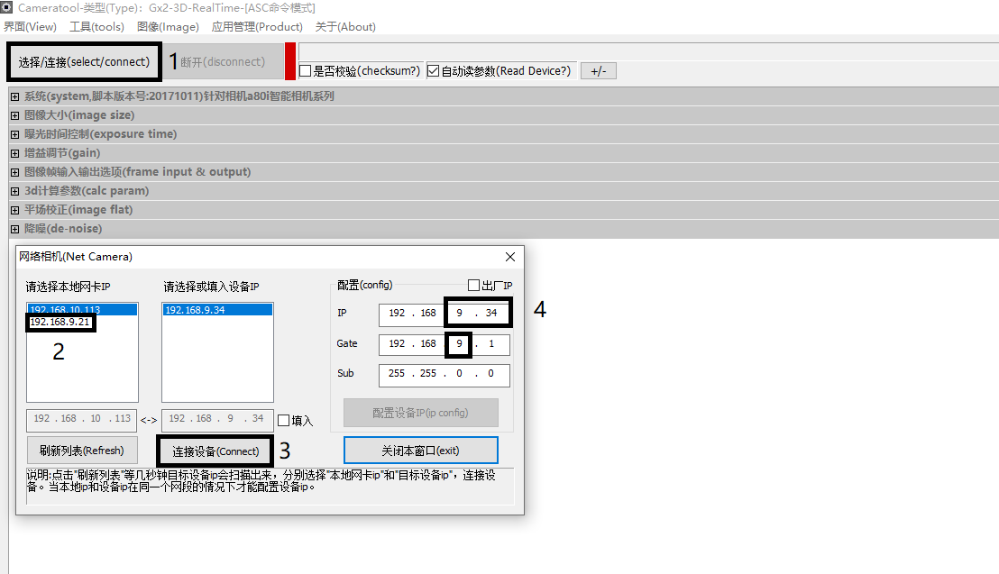 Cameratool-类型(Type)：Gx2-3D-RealTime-[ASC命令模式]
界面(View) 工具(tools) 图像(Image) 应用管理(Product) 关于(About)
选择/连接(select/connect) 1 断开(disconnect)
是否校验(checksum?) 自动读参数(Read Device?) +/-
系统(system,脚本版本号:20171011)针对相机a80i智能相机系列
图像大小(image size)
曝光时间控制(exposure time)
增益调节(gain)
图像帧输入输出选项(frame input & output)
3d计算参数(calc param)
平场校正(image flat)
降噪(de-noise)
网络相机(Net Camera)
请选择本地网卡IP 请选择或填入设备IP 配置(config) 出厂IP
192.168.10.113 192.168.9.34 IP 192 . 168 . 9 . 34 4
192.168.9.21
2
Gate 192 . 168 . 9 . 1
Sub 255 . 255 . 0 . 0
配置设备IP(ip config)
192 . 168 . 10 . 113 <-> 192 . 168 . 9 . 34 填入
刷新列表(Refresh) 连接设备(Connect) 3 关闭本窗口(exit)
说明:点击"刷新列表"等几秒钟目标设备ip会扫描出来，分别选择"本地网卡ip"和"目标设备ip"，连接设
备。当本地ip和设备ip在同一个网段的情况下才能配置设备ip。